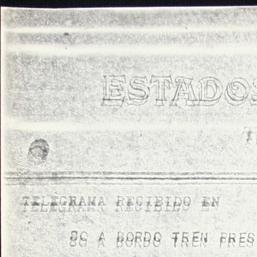 ESTADOS
TELEGRAMA RECIBIDO EN
BORDO TREN PRES